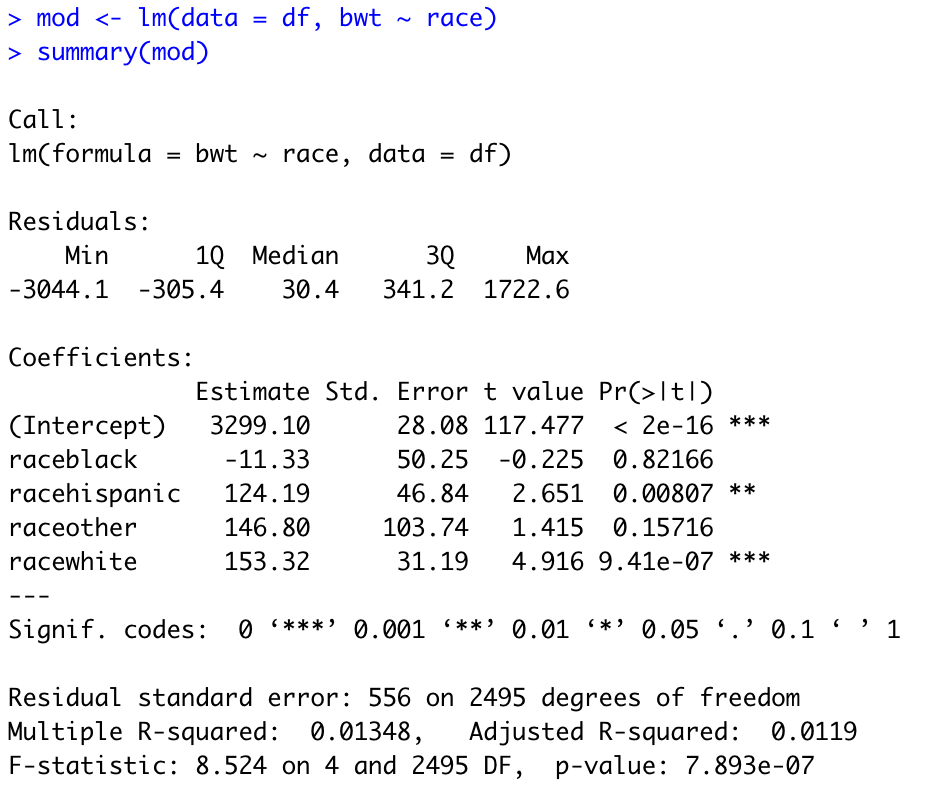 > mod <- lm(data = df, bwt ~ race)
> summary(mod)

Call:
lm(formula = bwt ~ race, data = df)

Residuals:
    Min      1Q  Median      3Q     Max
-3044.1  -305.4    30.4   341.2  1722.6

Coefficients:
             Estimate Std. Error t value Pr(>|t|)
(Intercept)   3299.10      28.08 117.477  < 2e-16 ***
raceblack      -11.33      50.25  -0.225  0.82166
racehispanic   124.19      46.84   2.651  0.00807 **
raceother      146.80     103.74   1.415  0.15716
racewhite      153.32      31.19   4.916 9.41e-07 ***
---
Signif. codes:  0 ‘***’ 0.001 ‘**’ 0.01 ‘*’ 0.05 ‘.’ 0.1 ‘ ’ 1

Residual standard error: 556 on 2495 degrees of freedom
Multiple R-squared:  0.01348,   Adjusted R-squared:  0.0119
F-statistic: 8.524 on 4 and 2495 DF,  p-value: 7.893e-07